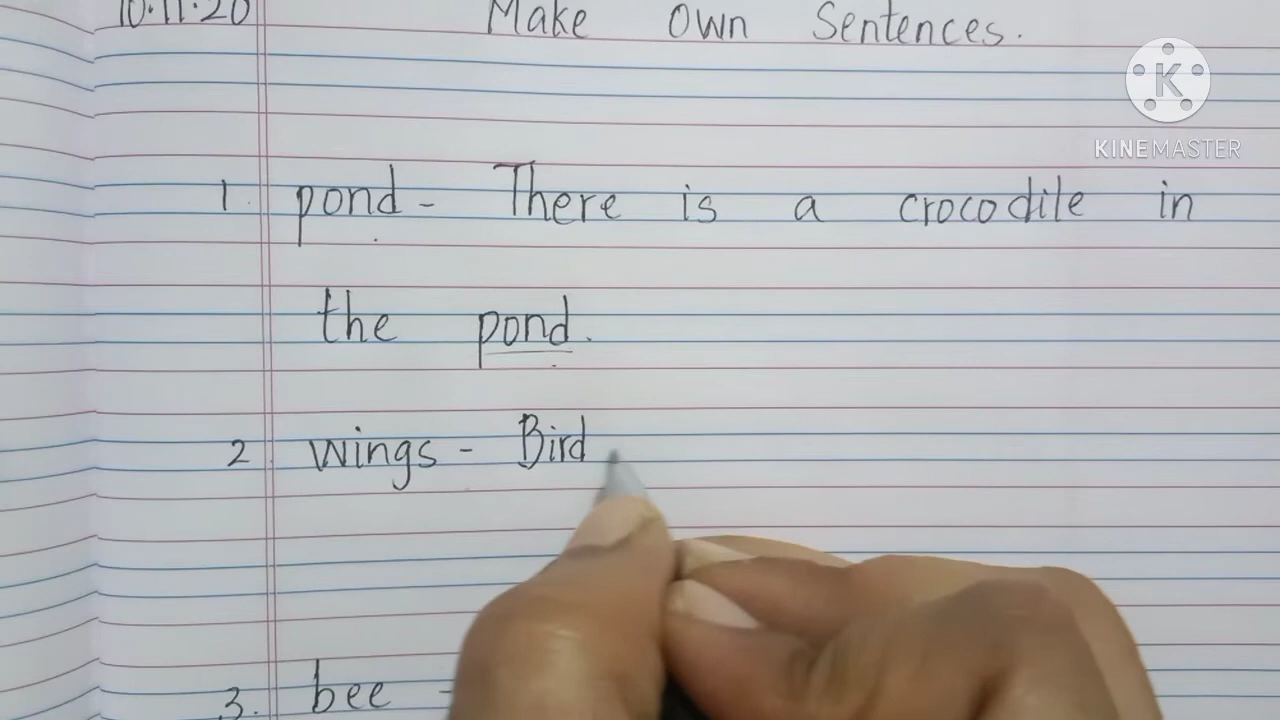 10.11.20 Make Own Sentences.
K
KINEMASTER
1. pond - There is a crocodile in
the pond.
2. wings - Bird
3. bee -